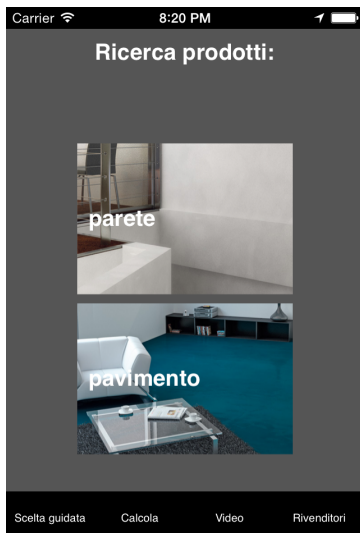 Carrier 8:20 PM
Ricerca prodotti:
parete
pavimento
Scelta guidata Calcola Video Rivenditori